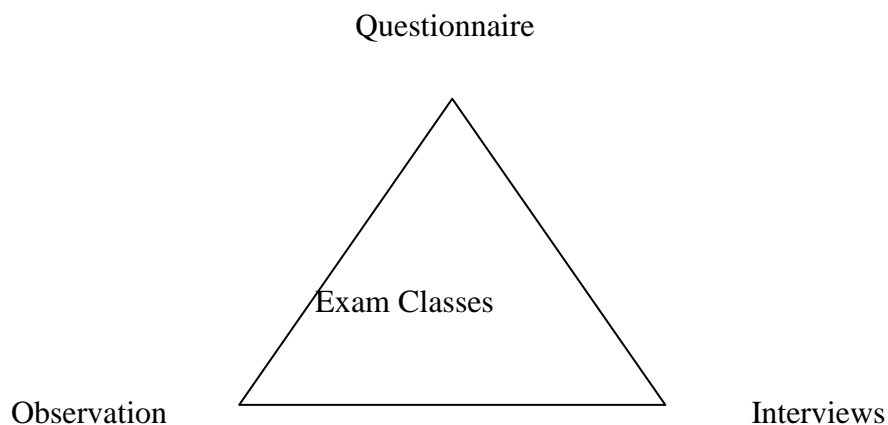 Questionnaire
Exam Classes
Observation
Interviews